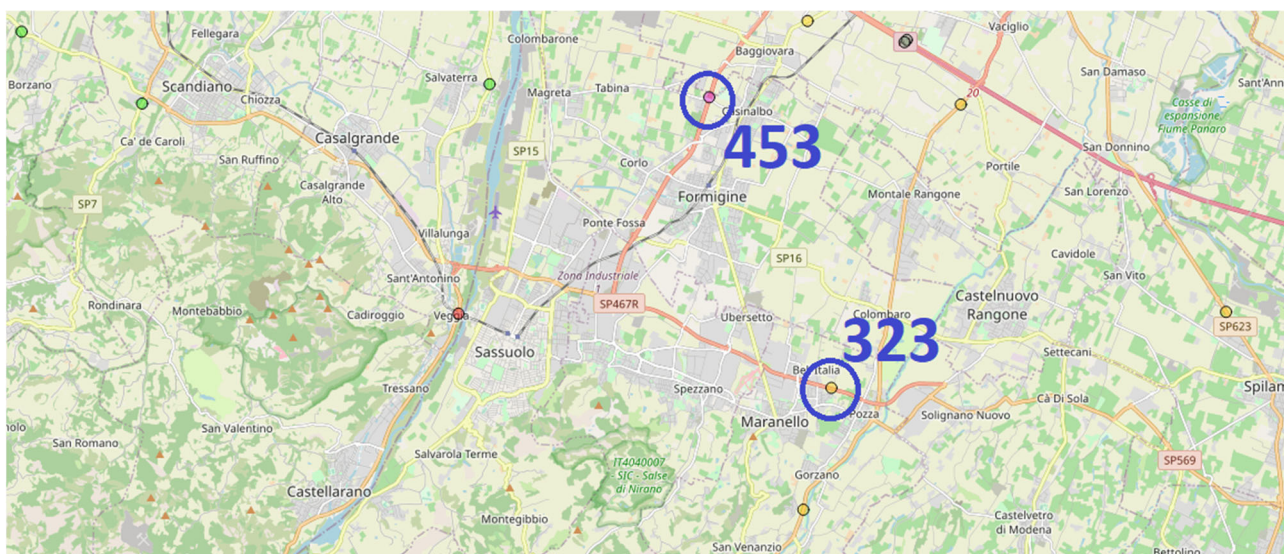 Fellegara
Colombarone
Vaciglio
Baggiovara
Borzano
Scandiano
Chiozza
Salvaterra
Magreta
Tabina
San Damaso
Sant'Ann
20
Casse di
espansione
Fiume Panaro
Casinalbo
453
Ca' de Caroli
Casalgrande
San Ruffino
SP15
Corlo
San Donnino
Portile
Casalgrande
Alto
SP7
Formigine
Montale Rangone
San Lorenzo
Villalunga
Ponte Fossa
SP16
Cavidole
San Vito
Sant'Antonino
Zona Industriale
1
Rondinara
Montebabbio
Cadiroggio
Veggia
SP467R
Ubersetto
Colombaro
Castelnuovo
Rangone
SP623
323
Sassuolo
Settecani
Bell'Italia
Tressano
Spezzano
Cà Di Sola
Spilam
Maranello
Pozza
Solignano Nuovo
nolo
San Romano
San Valentino
Salvarola Terme
IT4040007
SIC - Salse
di Nirano
SP569
Gorzano
Castellarano
Montegibbio
Castelvetro
di Modena
San Venanzio
Bettolino